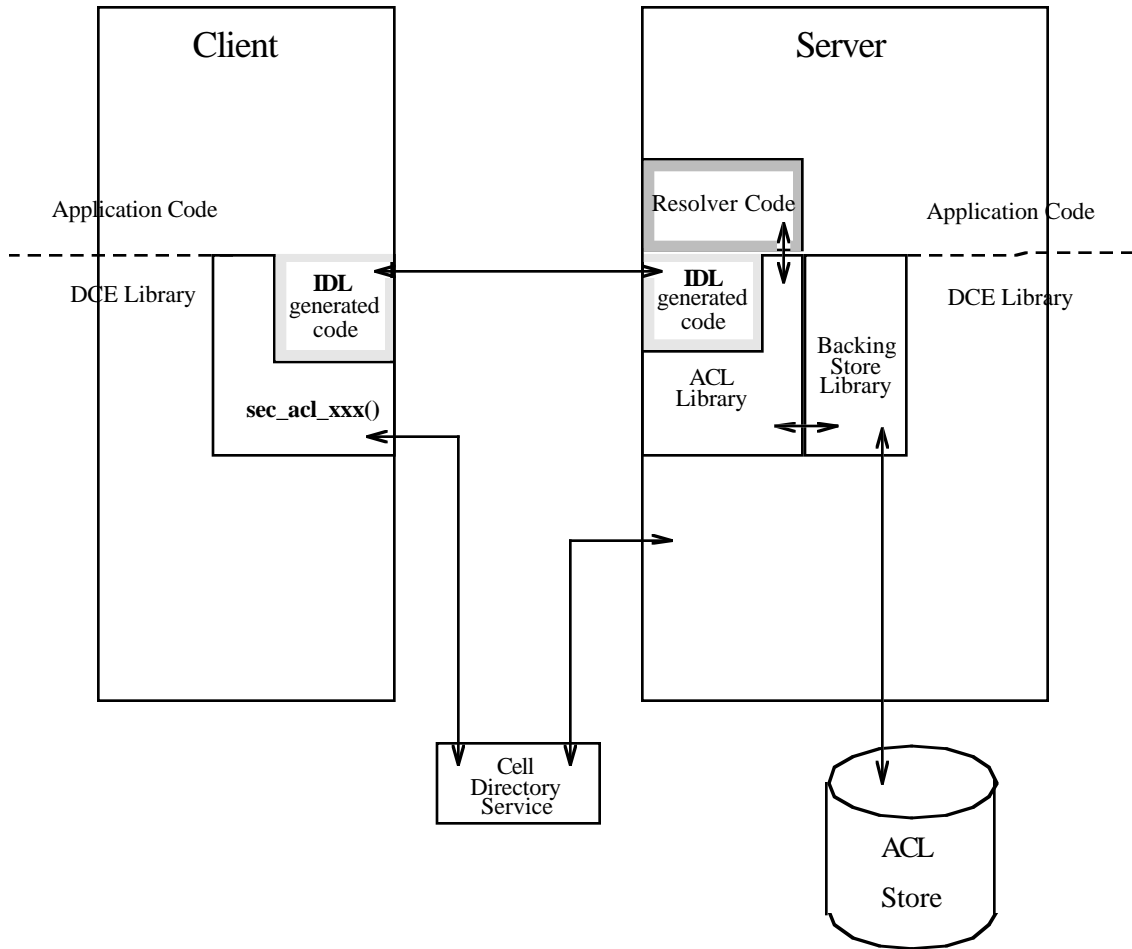 Client
Server
Application Code
Resolver Code
Application Code
DCE Library
IDL
generated
code
IDL
generated
code
DCE Library
sec_acl_xxx()
ACL
Library
Backing
Store
Library
Cell
Directory
Service
ACL
Store